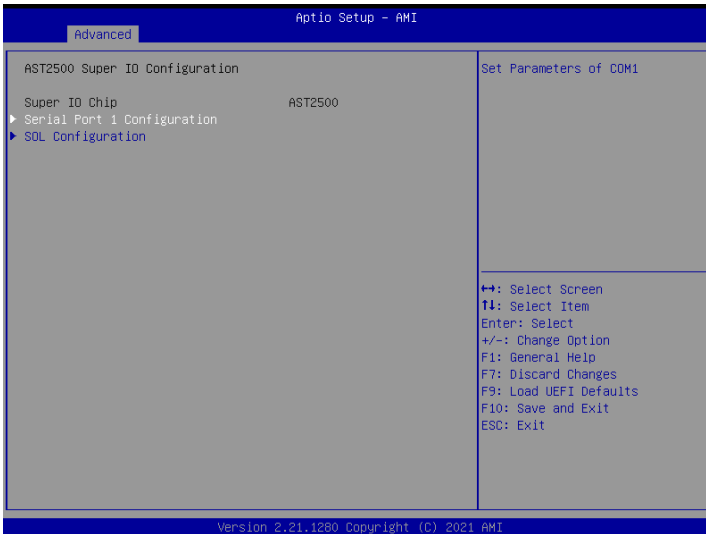 Aptio Setup – AMI
Advanced
AST2500 Super IO Configuration
Super IO Chip AST2500
Serial Port 1 Configuration
SOL Configuration
Set Parameters of COM1
↔: Select Screen
↑↓: Select Item
Enter: Select
+/-: Change Option
F1: General Help
F7: Discard Changes
F9: Load UEFI Defaults
F10: Save and Exit
ESC: Exit
Version 2.21.1280 Copyright (C) 2021 AMI